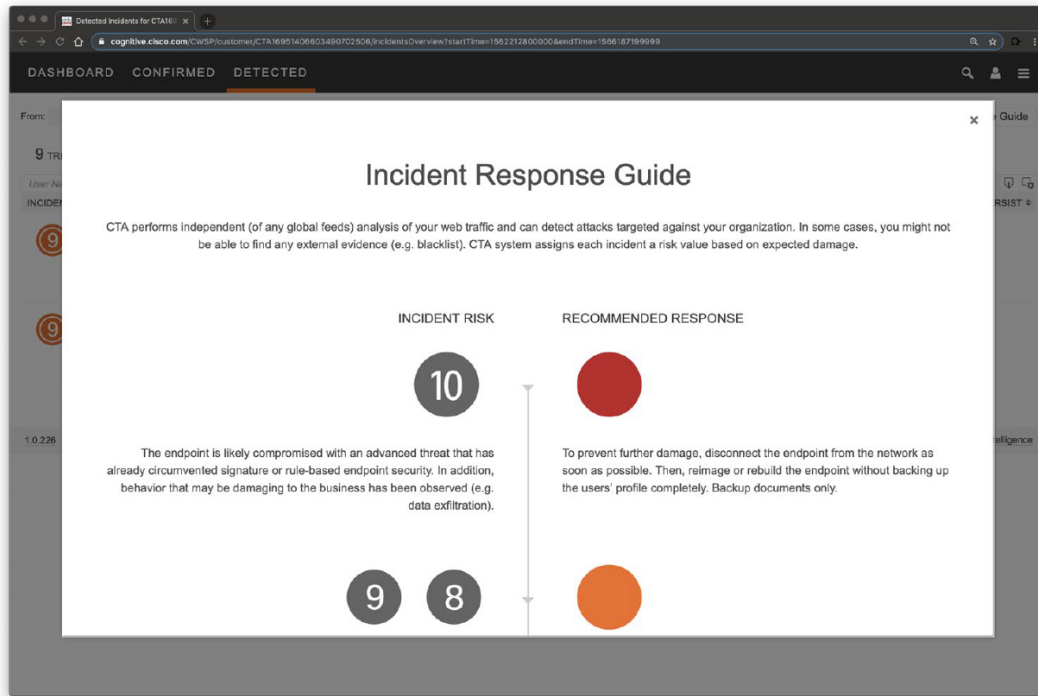 Detected Incidents for CTA169
cognitive.cisco.com/CWSP/customer/CTA16951406603490702506/incidentsOverview?startTime=1562212800000&endTime=1566187199999
DASHBOARD CONFIRMED DETECTED
From:
Guide
9 TRI
User Na
INCIDEN
RSIST
9
9
1.0.226
elligence
Incident Response Guide
CTA performs independent (of any global feeds) analysis of your web traffic and can detect attacks targeted against your organization. In some cases, you might not
be able to find any external evidence (e.g. blacklist). CTA system assigns each incident a risk value based on expected damage.
INCIDENT RISK
RECOMMENDED RESPONSE
10
The endpoint is likely compromised with an advanced threat that has
already circumvented signature or rule-based endpoint security. In addition,
behavior that may be damaging to the business has been observed (e.g.
data exfiltration).
To prevent further damage, disconnect the endpoint from the network as
soon as possible. Then, reimage or rebuild the endpoint without backing up
the users' profile completely. Backup documents only.
9 8